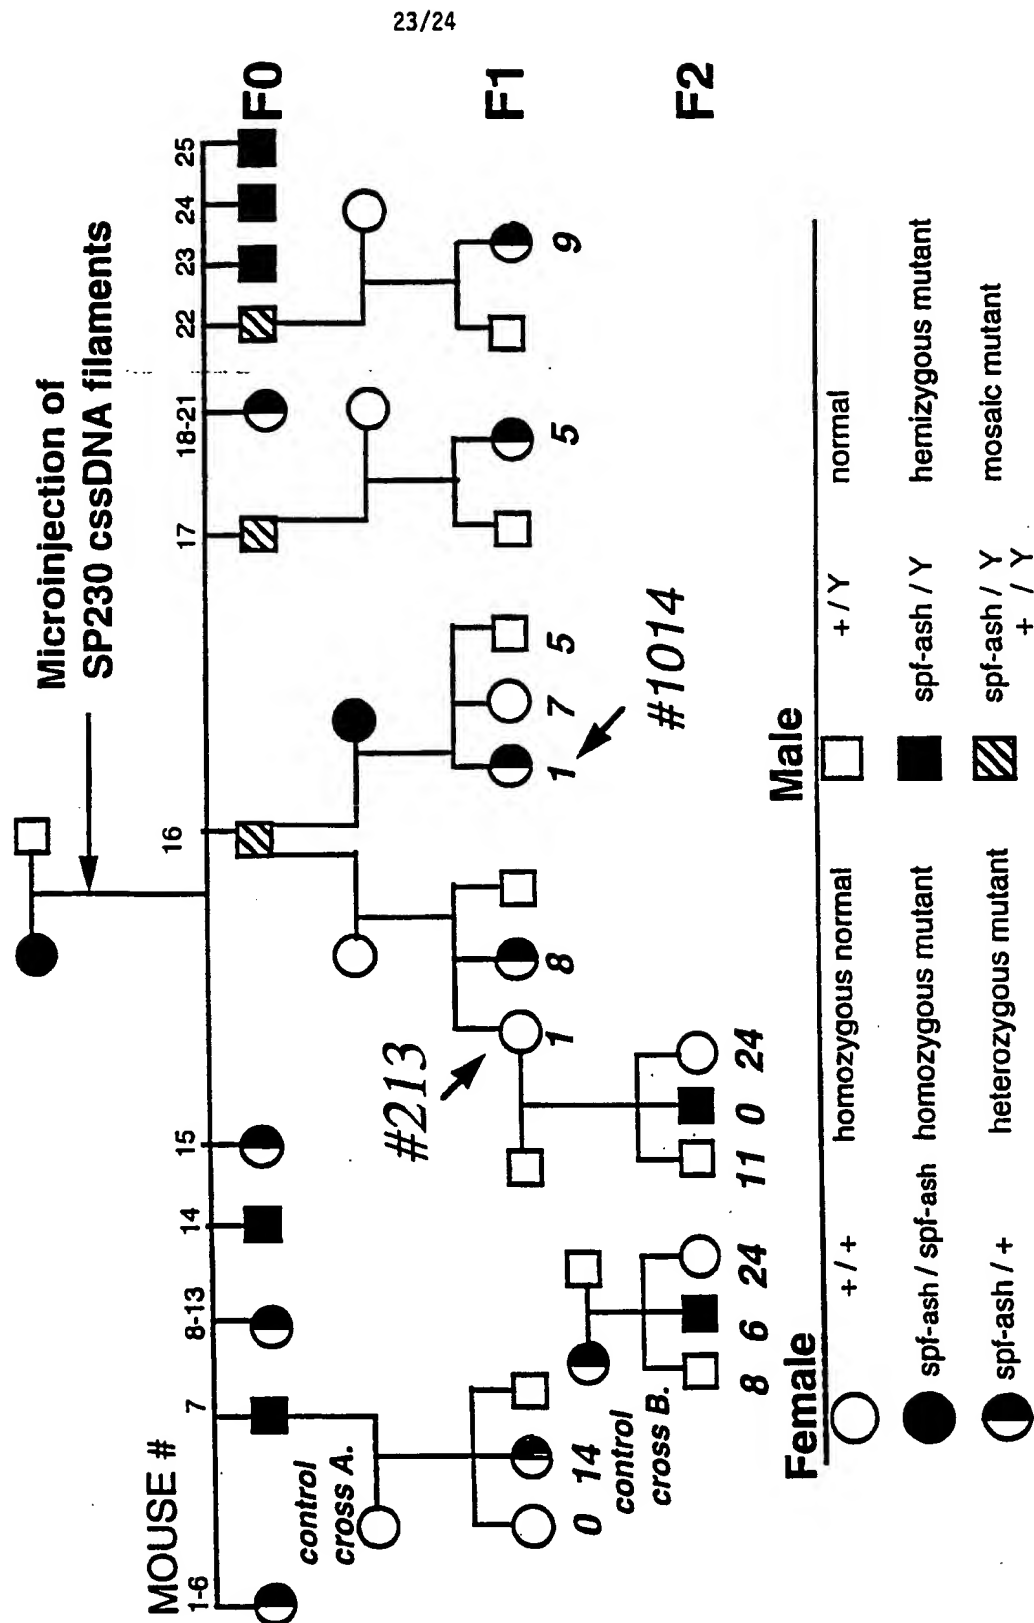 23/24
Microinjection of
SP230 cssDNA filaments
MOUSE #
1-6 7 8-13 14 15 16 17 18-21 22 23 24 25
F0
control
cross A.
#213
#1014
F1
0 14
1 8
1 7 5
5
9
control
cross B.
F2
8 6 24
11 0 24
Female
Male
+ / + homozygous normal
+ / Y normal
spf-ash / spf-ash homozygous mutant
spf-ash / Y hemizygous mutant
spf-ash / + heterozygous mutant
spf-ash / Y mosaic mutant
+ / Y